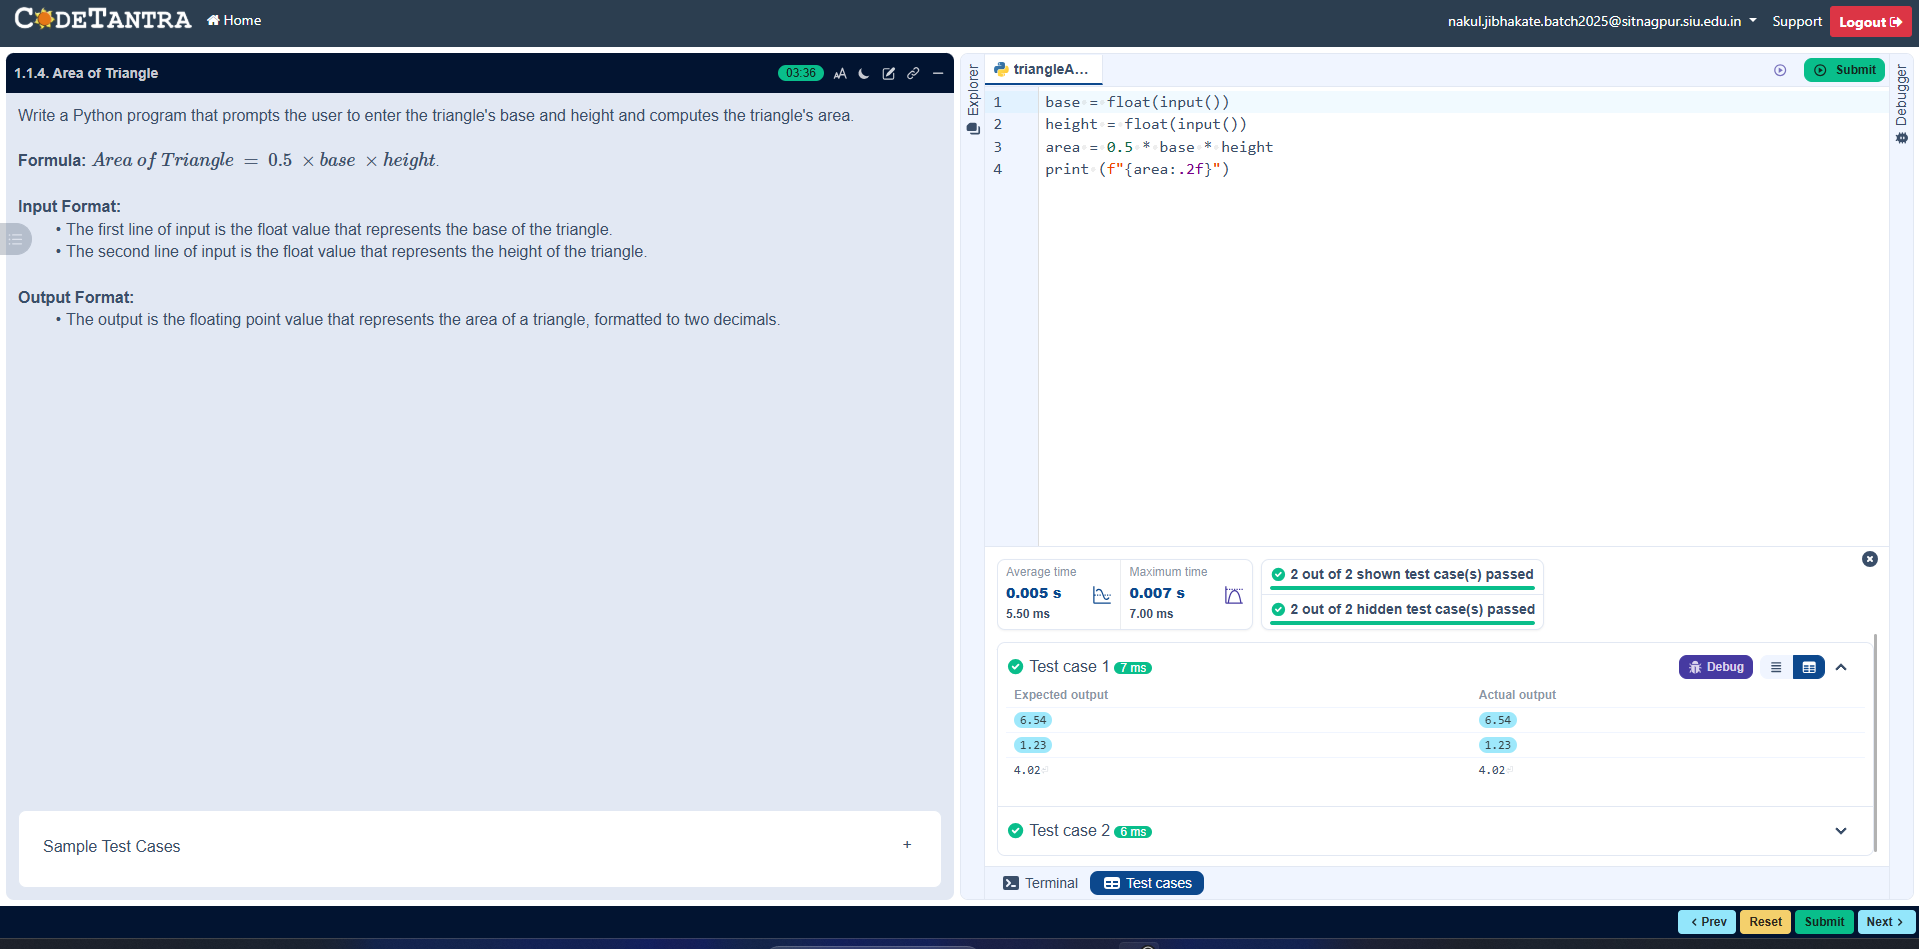 CODETANTRA
Home
nakul.jibhakate.batch2025@sitnagpur.siu.edu.in
Support
Logout
1.1.4. Area of Triangle
03:36
AA
Write a Python program that prompts the user to enter the triangle's base and height and computes the triangle's area.
Formula: Area of Triangle = 0.5 × base × height.
Input Format:
• The first line of input is the float value that represents the base of the triangle.
• The second line of input is the float value that represents the height of the triangle.
Output Format:
• The output is the floating point value that represents the area of a triangle, formatted to two decimals.
Sample Test Cases
+
Explorer
triangleA...
Submit
Debugger
1 base = float(input())
2 height = float(input())
3 area = 0.5 * base * height
4 print (f"{area:.2f}")
Average time
0.005 s
5.50 ms
Maximum time
0.007 s
7.00 ms
2 out of 2 shown test case(s) passed
2 out of 2 hidden test case(s) passed
Test case 1 7 ms
Debug
Expected output Actual output
6.54 6.54
1.23 1.23
4.02 4.02
Test case 2 6 ms
Terminal
Test cases
< Prev
Reset
Submit
Next >